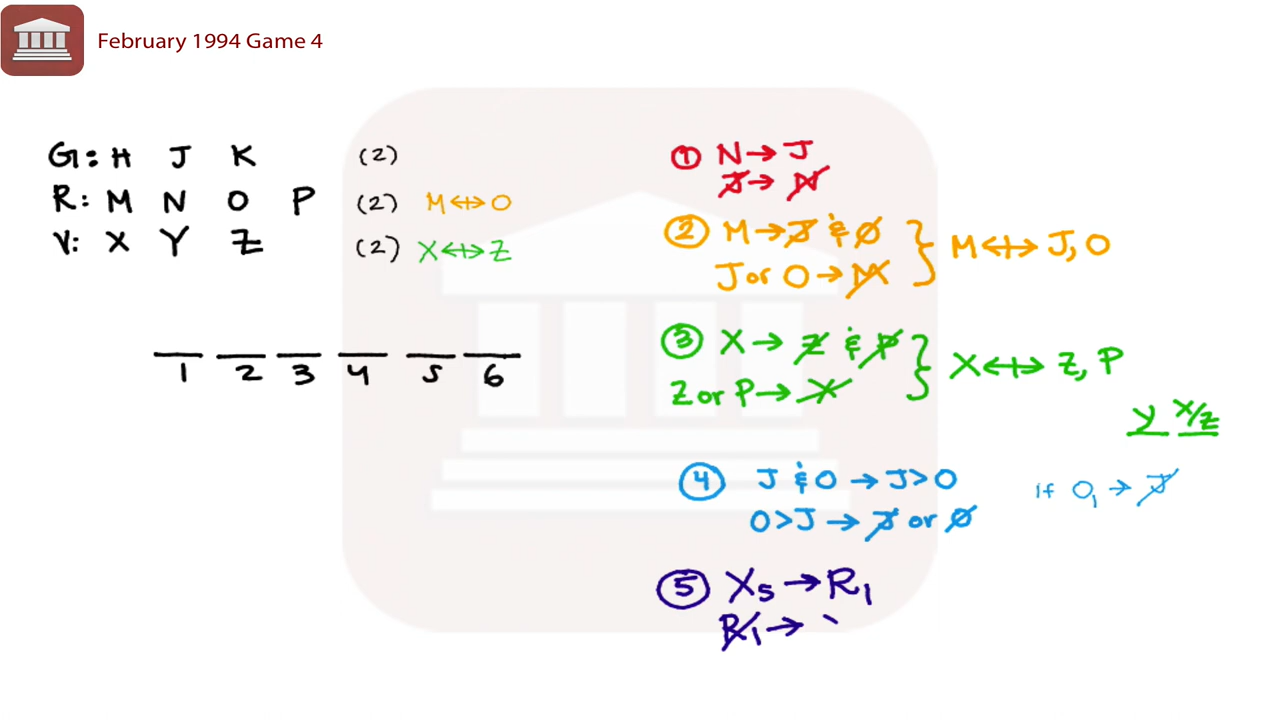 February 1994 Game 4
G: H J K (2)
R: M N O P (2) M ↔ O
V: X Y Z (2) X ↔ Z
1 2 3 4 5 6
① N → J
J → N
② M → J & O
J or O → M
M ↔ J, O
③ X → Z & P
Z or P → X
X ↔ Z, P
Y X/Z
④ J & O → J > O
O > J → J or O
If O₁ → J
⑤ X₅ → R₁
R₁ →